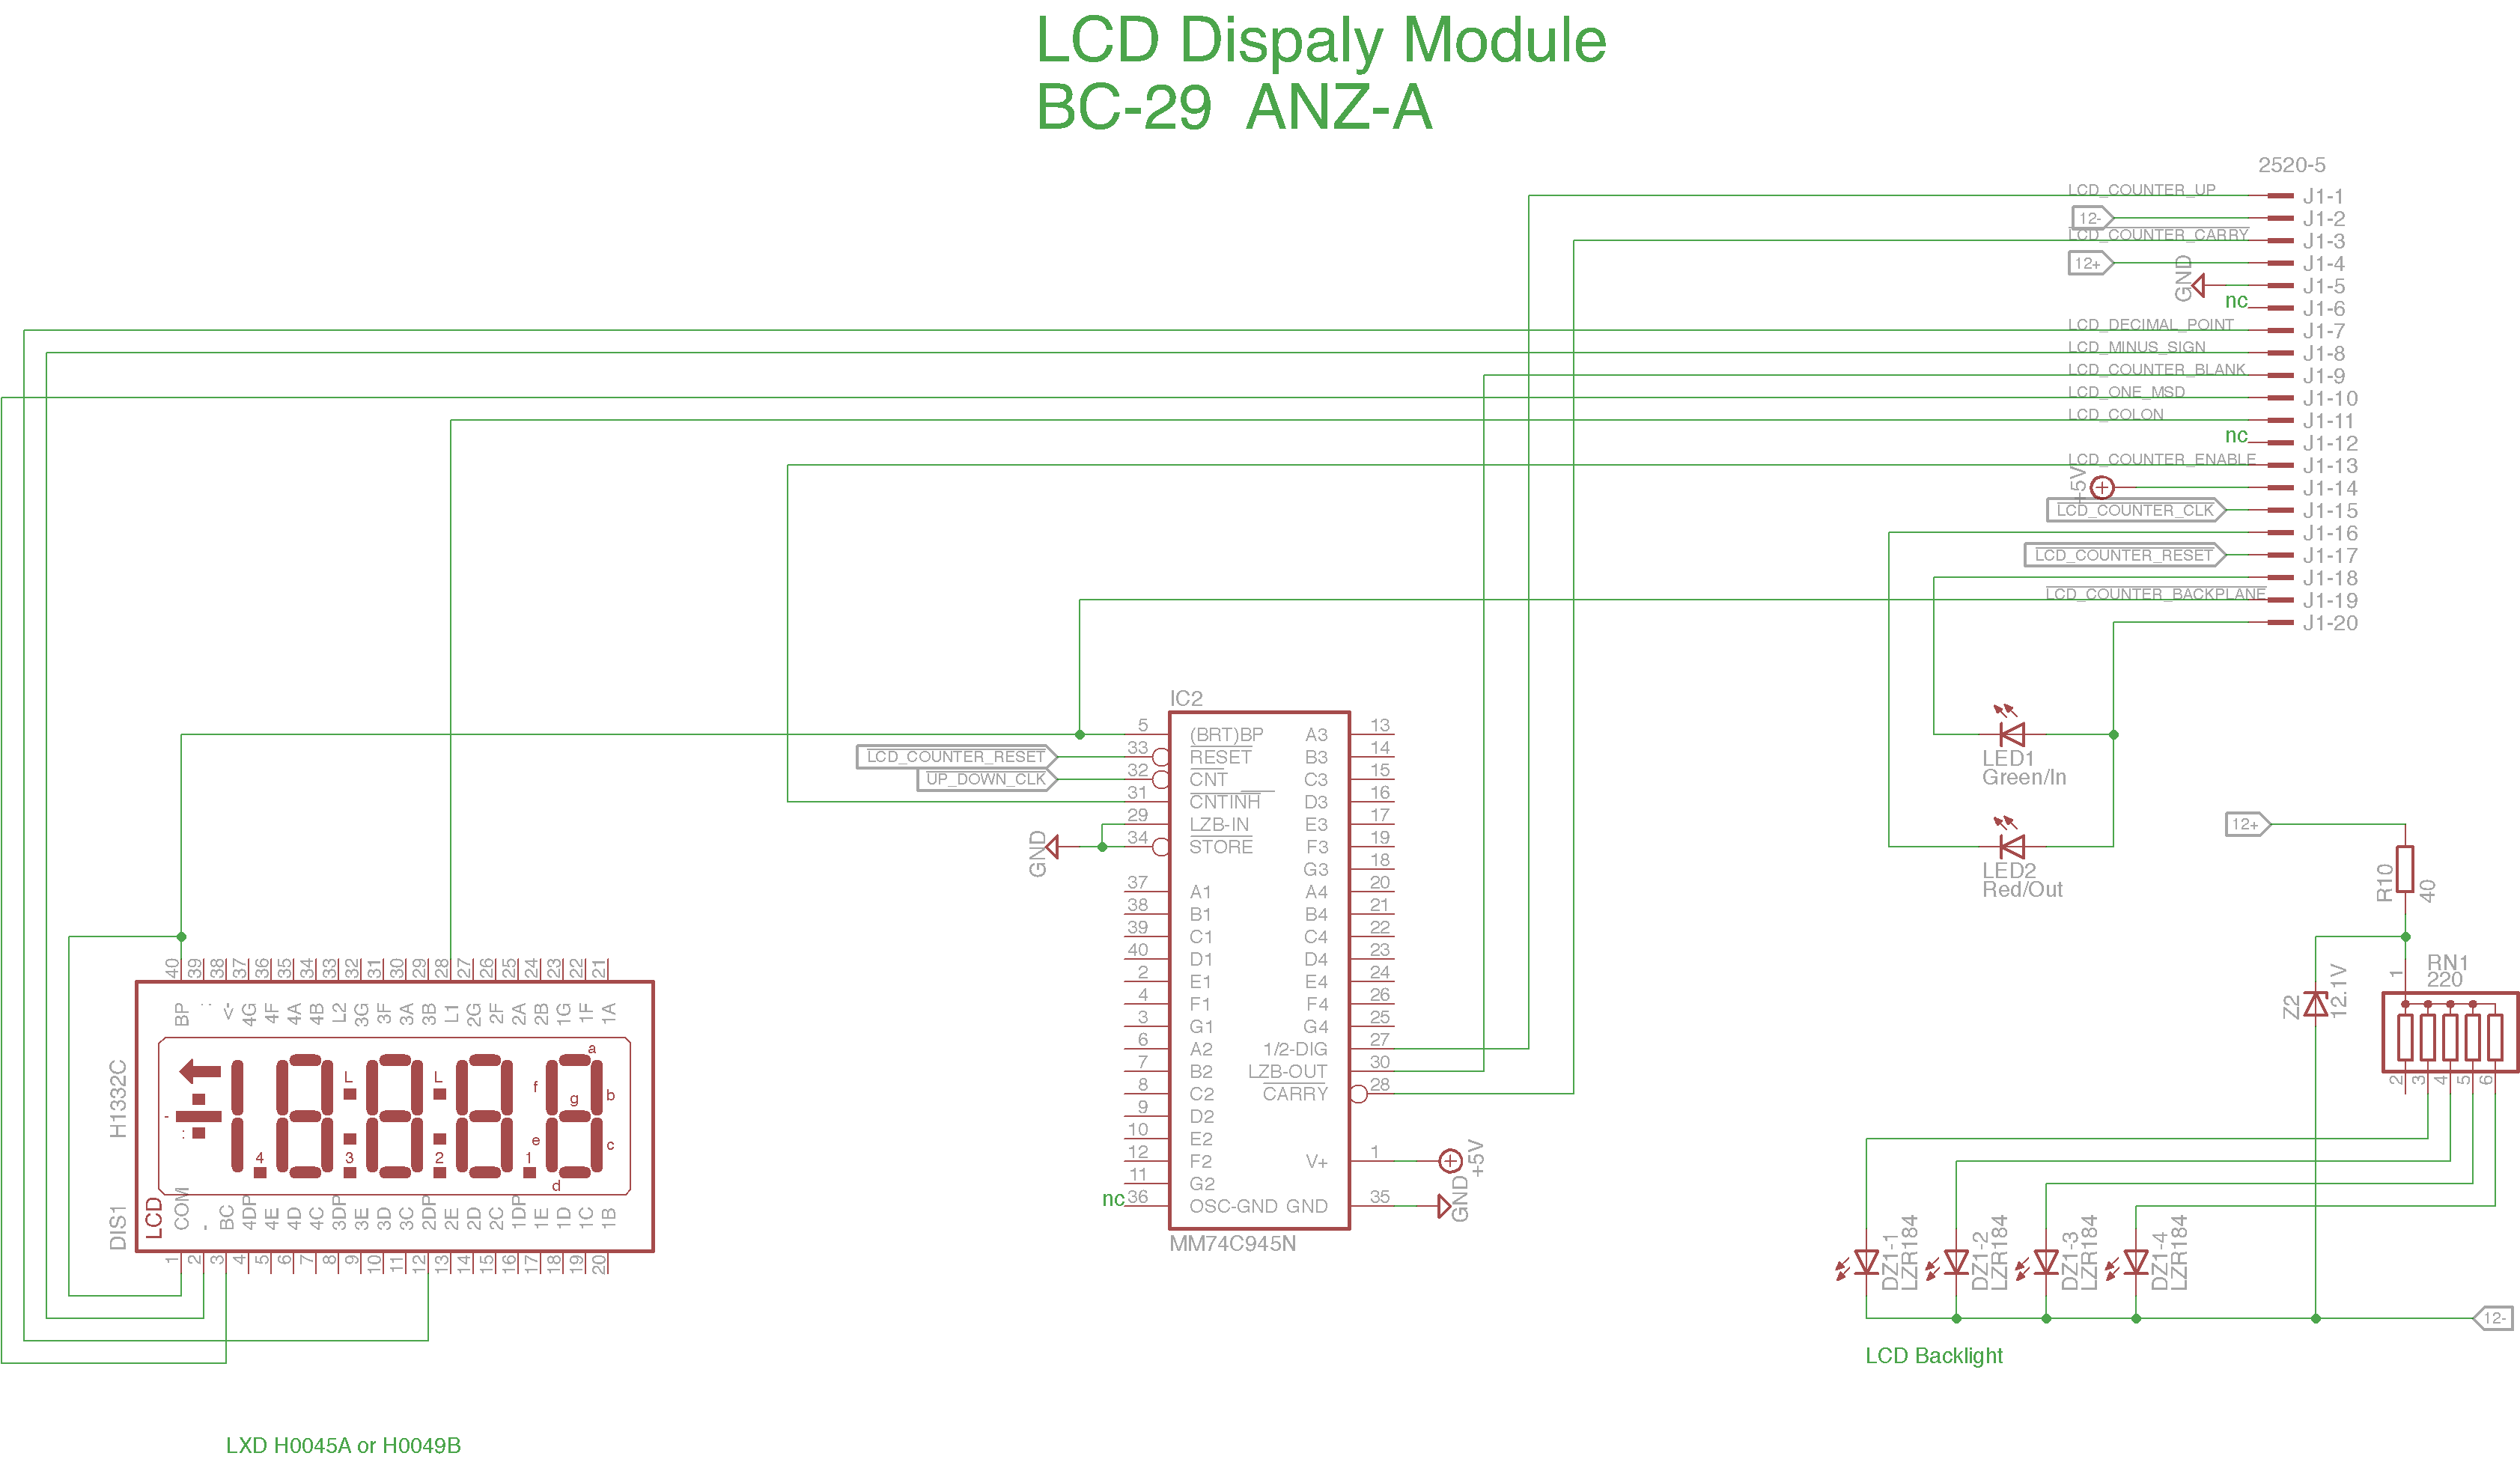 LCD Dispaly Module
BC-29 ANZ-A
2520-5
LCD_COUNTER_UP J1-1
12- J1-2
LCD_COUNTER_CARRY J1-3
12+ J1-4
GND J1-5
nc J1-6
LCD_DECIMAL_POINT J1-7
LCD_MINUS_SIGN J1-8
LCD_COUNTER_BLANK J1-9
LCD_ONE_MSD J1-10
LCD_COLON J1-11
nc J1-12
LCD_COUNTER_ENABLE J1-13
+5V J1-14
LCD_COUNTER_CLK J1-15
J1-16
LCD_COUNTER_RESET J1-17
J1-18
LCD_COUNTER_BACKPLANE J1-19
J1-20
IC2
5 (BRT)BP A3 13
LCD_COUNTER_RESET 33 RESET B3 14
UP_DOWN_CLK 32 CNT C3 15
31 CNTINH D3 16
29 LZB-IN E3 17
GND 34 STORE F3 19
G3 18
37 A1 A4 20
38 B1 B4 21
39 C1 C4 22
40 D1 D4 23
2 E1 E4 24
4 F1 F4 26
3 G1 G4 25
6 A2 1/2-DIG 27
7 B2 LZB-OUT 30
8 C2 CARRY 28
9 D2
10 E2
12 F2 V+ 1 +5V
11 G2
nc 36 OSC-GND GND 35 GND
MM74C945N
LED1
Green/In
LED2
Red/Out
12+
R10
40
RN1
220
1
2 3 4 5 6
Z2
12.1V
DZ1-1
LZR184
DZ1-2
LZR184
DZ1-3
LZR184
DZ1-4
LZR184
12-
LCD Backlight
40 39 38 37 36 35 34 33 32 31 30 29 28 27 26 25 24 23 22 21
BP : <- 4G 4F 4A 4B L2 3G 3F 3A 3B L1 2G 2F 2A 2B 1G 1F 1A
H1332C
DIS1
LCD
L L a
f g b
- :
e c
4 3 2 1
d
COM - BC 4DP 4E 4D 4C 3DP 3E 3D 3C 2DP 2E 2D 2C 1DP 1E 1D 1C 1B
1 2 3 4 5 6 7 8 9 10 11 12 13 14 15 16 17 18 19 20
LXD H0045A or H0049B